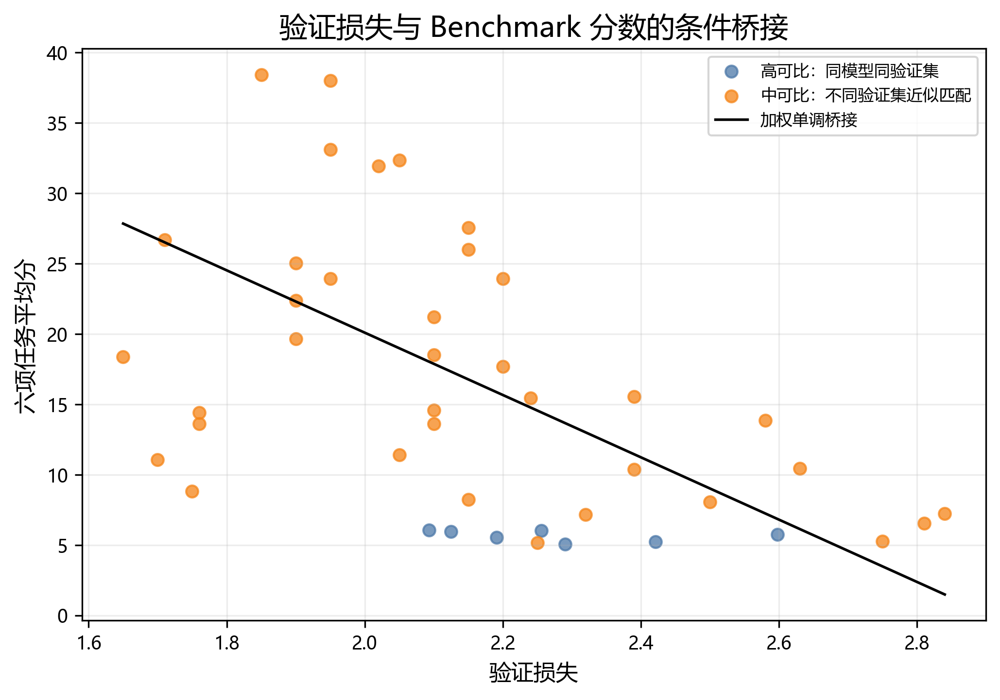 验证损失与 Benchmark 分数的条件桥接
高可比：同模型同验证集
中可比：不同验证集近似匹配
加权单调桥接
六项任务平均分
40
35
30
25
20
15
10
5
0
1.6 1.8 2.0 2.2 2.4 2.6 2.8
验证损失